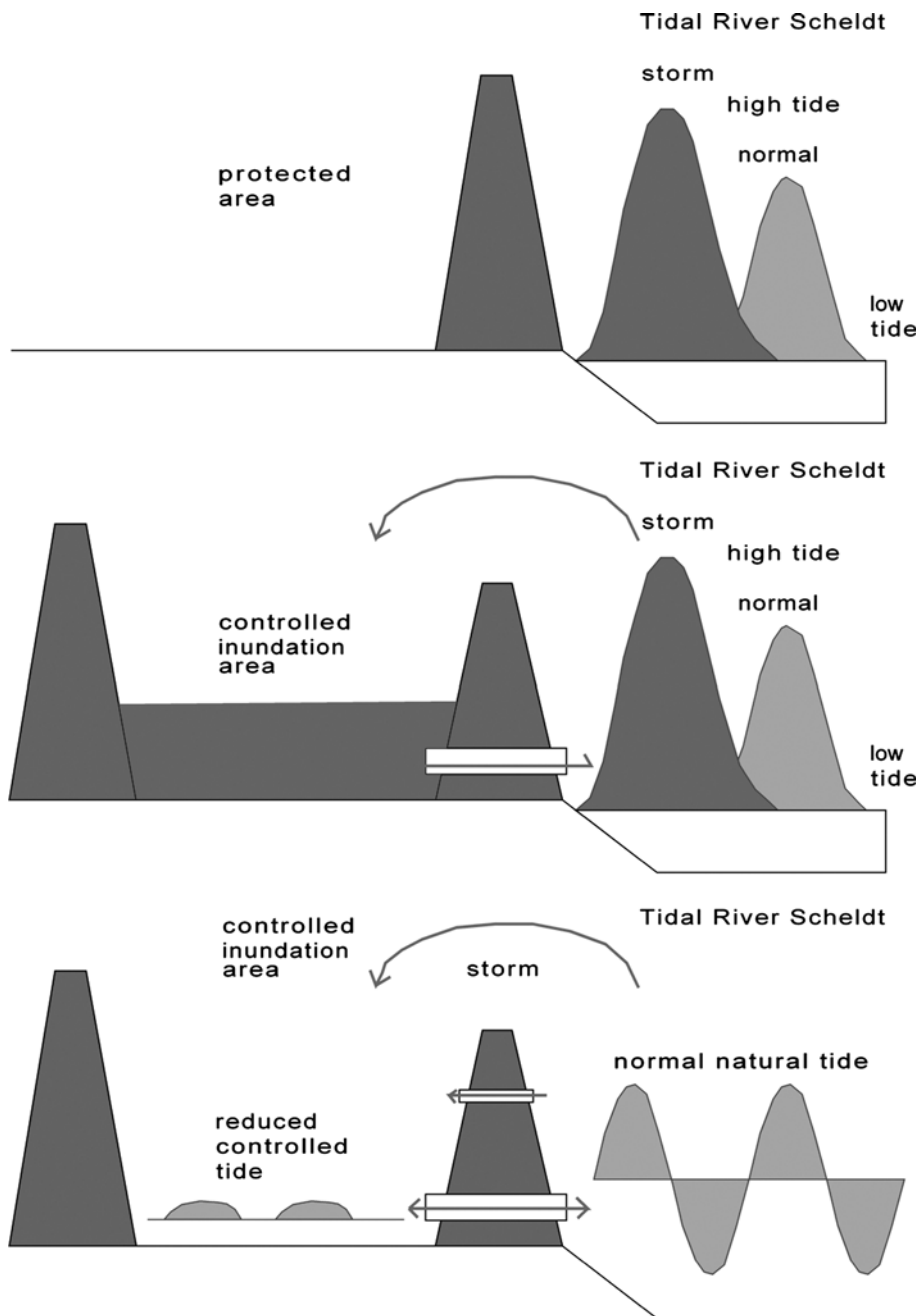 Tidal River Scheldt
storm
high tide
normal
protected
area
low
tide
Tidal River Scheldt
storm
high tide
normal
controlled
inundation
area
low
tide
Tidal River Scheldt
controlled
inundation
area
storm
normal natural tide
reduced
controlled
tide